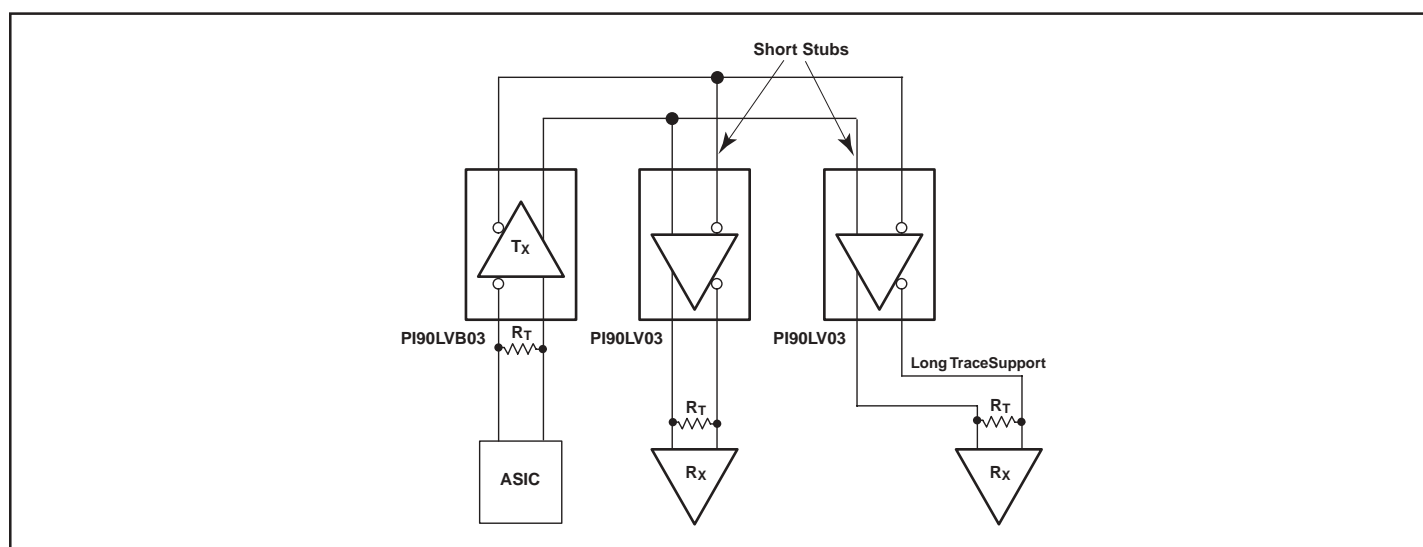 Short Stubs
TX
PI90LVB03
PI90LV03
PI90LV03
RT
Long TraceSupport
RT
RT
ASIC
RX
RX